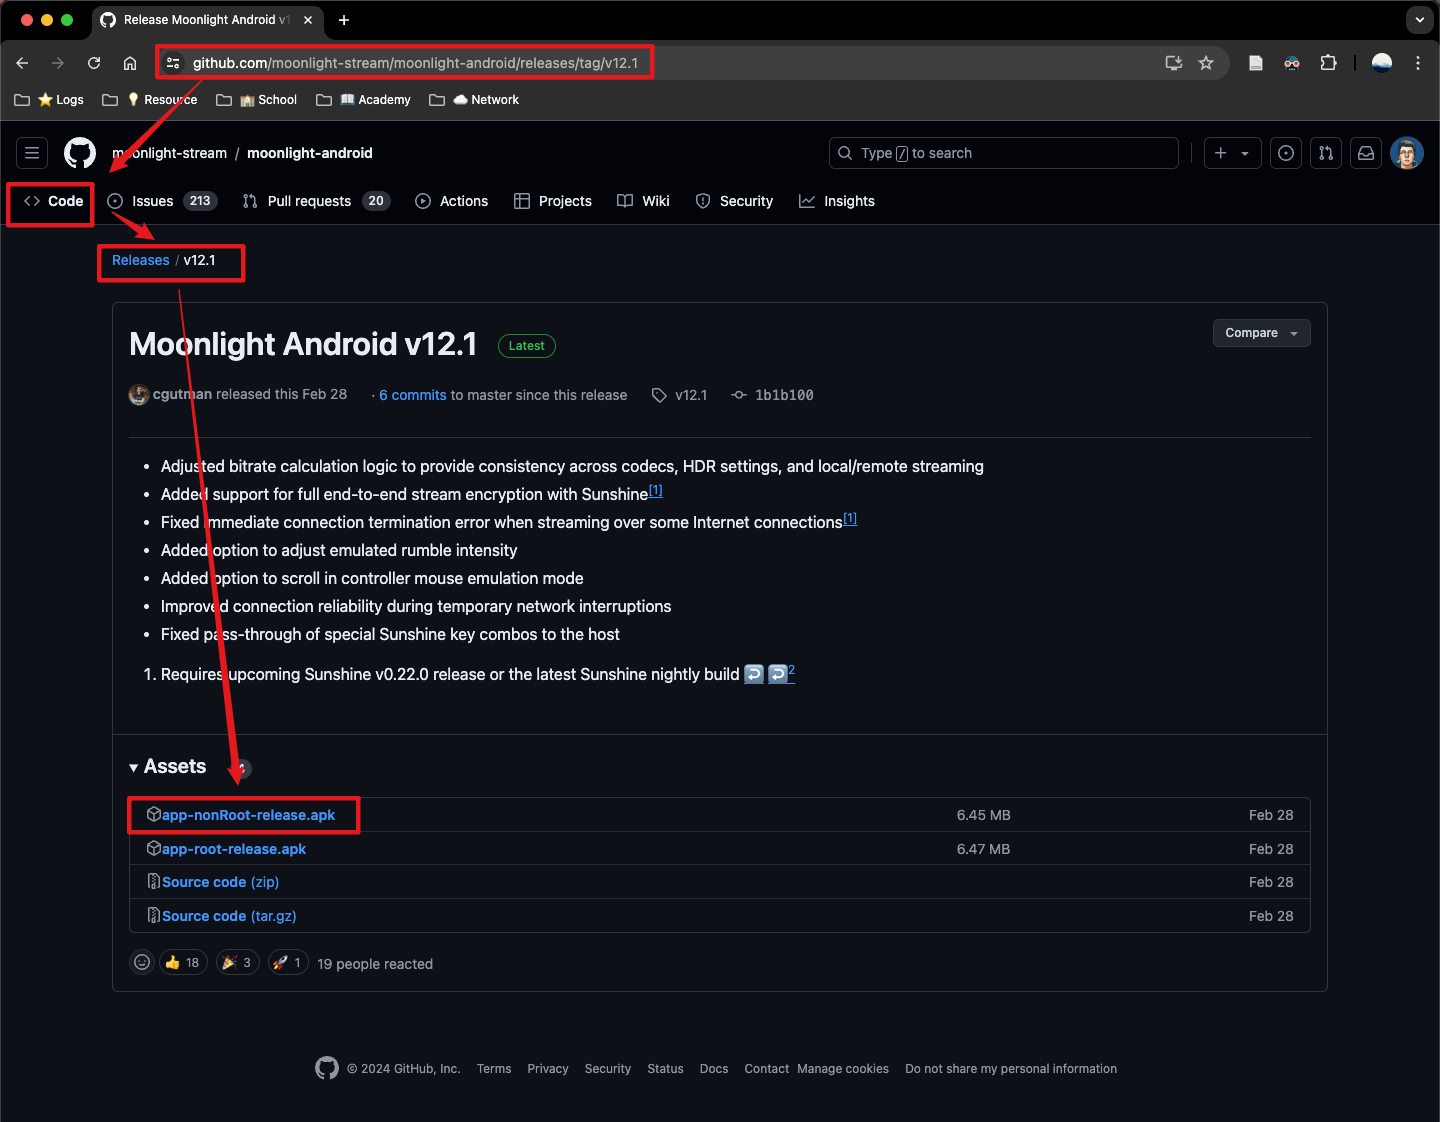 Release Moonlight Android v1
github.com/moonlight-stream/moonlight-android/releases/tag/v12.1
Logs Resource School Academy Network
moonlight-stream / moonlight-android
Type / to search
Code Issues 213 Pull requests 20 Actions Projects Wiki Security Insights
Releases / v12.1
Moonlight Android v12.1 Latest
Compare
cgutman released this Feb 28 · 6 commits to master since this release v12.1 1b1b100
• Adjusted bitrate calculation logic to provide consistency across codecs, HDR settings, and local/remote streaming
• Added support for full end-to-end stream encryption with Sunshine[1]
• Fixed immediate connection termination error when streaming over some Internet connections[1]
• Added option to adjust emulated rumble intensity
• Added option to scroll in controller mouse emulation mode
• Improved connection reliability during temporary network interruptions
• Fixed pass-through of special Sunshine key combos to the host
1. Requires upcoming Sunshine v0.22.0 release or the latest Sunshine nightly build ↩ ↩2
Assets 4
app-nonRoot-release.apk 6.45 MB Feb 28
app-root-release.apk 6.47 MB Feb 28
Source code (zip) Feb 28
Source code (tar.gz) Feb 28
👍 18 🎉 3 🚀 1 19 people reacted
© 2024 GitHub, Inc. Terms Privacy Security Status Docs Contact Manage cookies Do not share my personal information